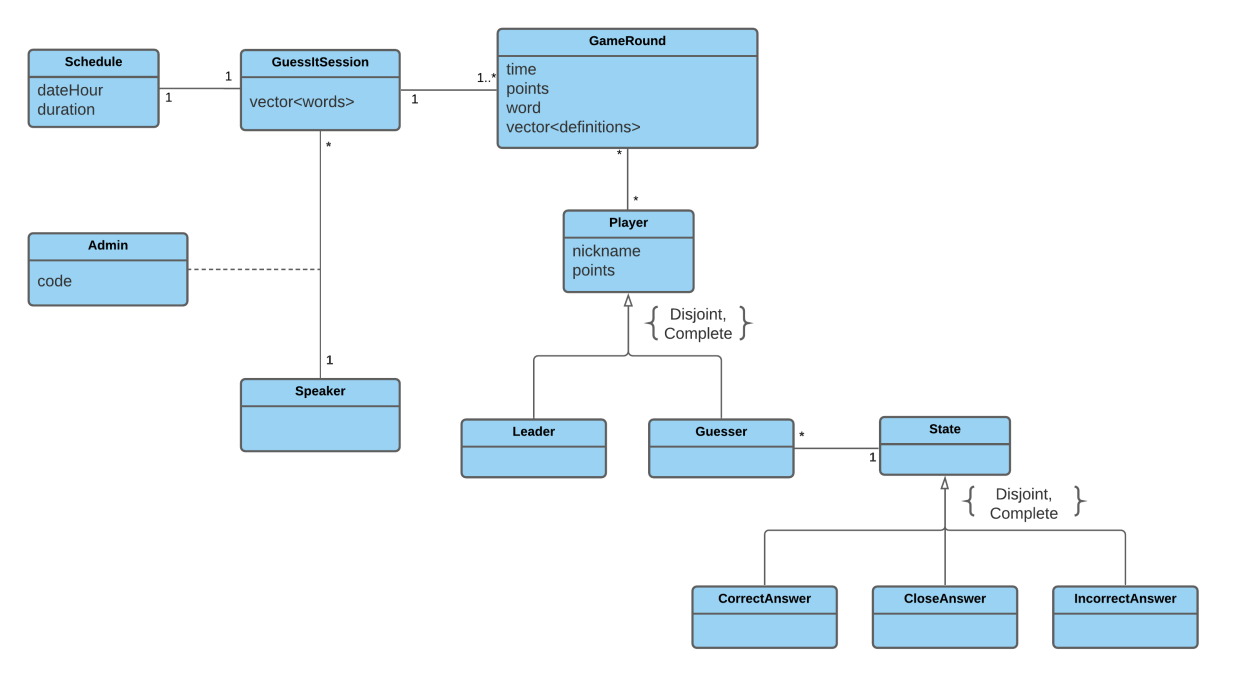 Schedule
dateHour
duration
1
1
GuessItSession
vector<words>
1
1..*
GameRound
time
points
word
vector<definitions>
*
*
*
Player
nickname
points
Admin
code
{ Disjoint,
Complete }
1
Speaker
Leader
Guesser
*
1
State
{ Disjoint,
Complete }
CorrectAnswer
CloseAnswer
IncorrectAnswer